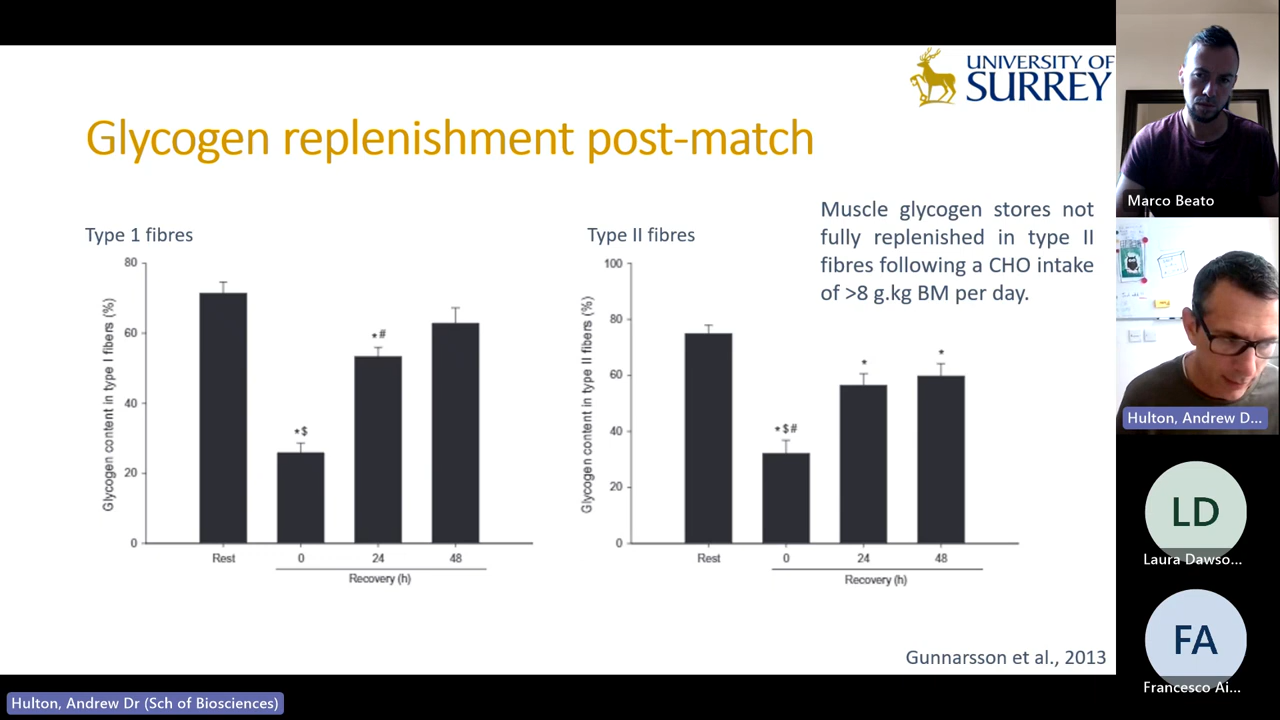 UNIVERSITY OF
SURREY
Glycogen replenishment post-match
Muscle glycogen stores not
fully replenished in type II
fibres following a CHO intake
of >8 g.kg BM per day.
Type 1 fibres
80
60
40
20
0
Glycogen content in type I fibers (%)
*$
*#
Rest
0
24
48
Recovery (h)
Type II fibres
100
80
60
40
20
0
Glycogen content in type II fibers (%)
*$#
*
*
Rest
0
24
48
Recovery (h)
Gunnarsson et al., 2013
Marco Beato
Hulton, Andrew D...
LD
Laura Dawso...
FA
Francesco Ai...
Hulton, Andrew Dr (Sch of Biosciences)